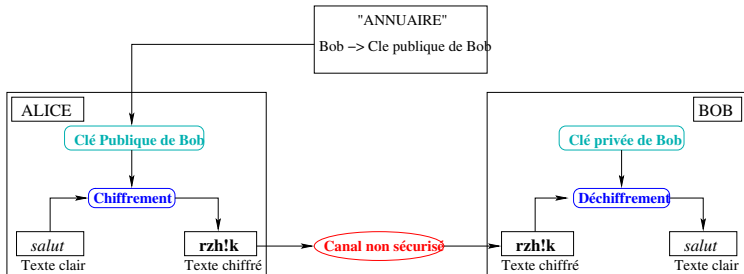 "ANNUAIRE"
Bob –> Cle publique de Bob
ALICE
BOB
Clé Publique de Bob
Clé privée de Bob
Chiffrement
Déchiffrement
salut
rzh!k
Canal non sécurisé
rzh!k
salut
Texte clair
Texte chiffré
Texte chiffré
Texte clair